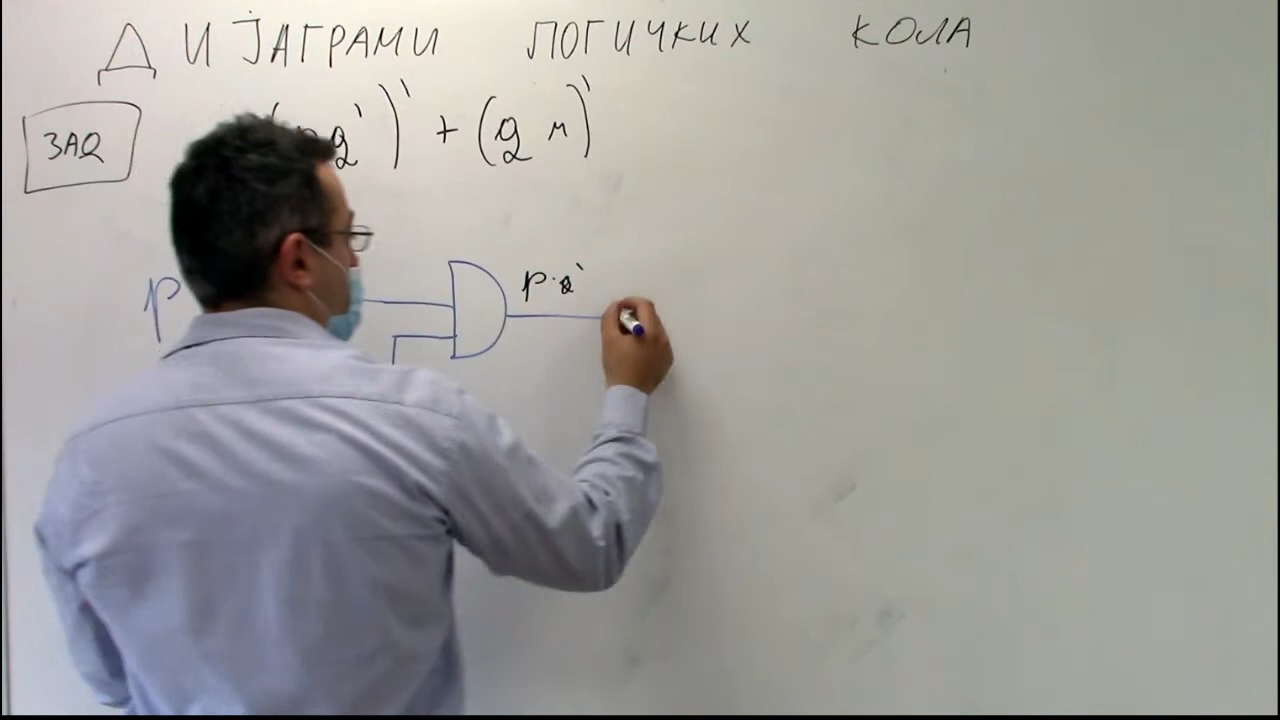 ДИЈАГРАМИ ЛОГИЧКИХ КОЛА
ЗАД q')' + (q r)'
p p·q'